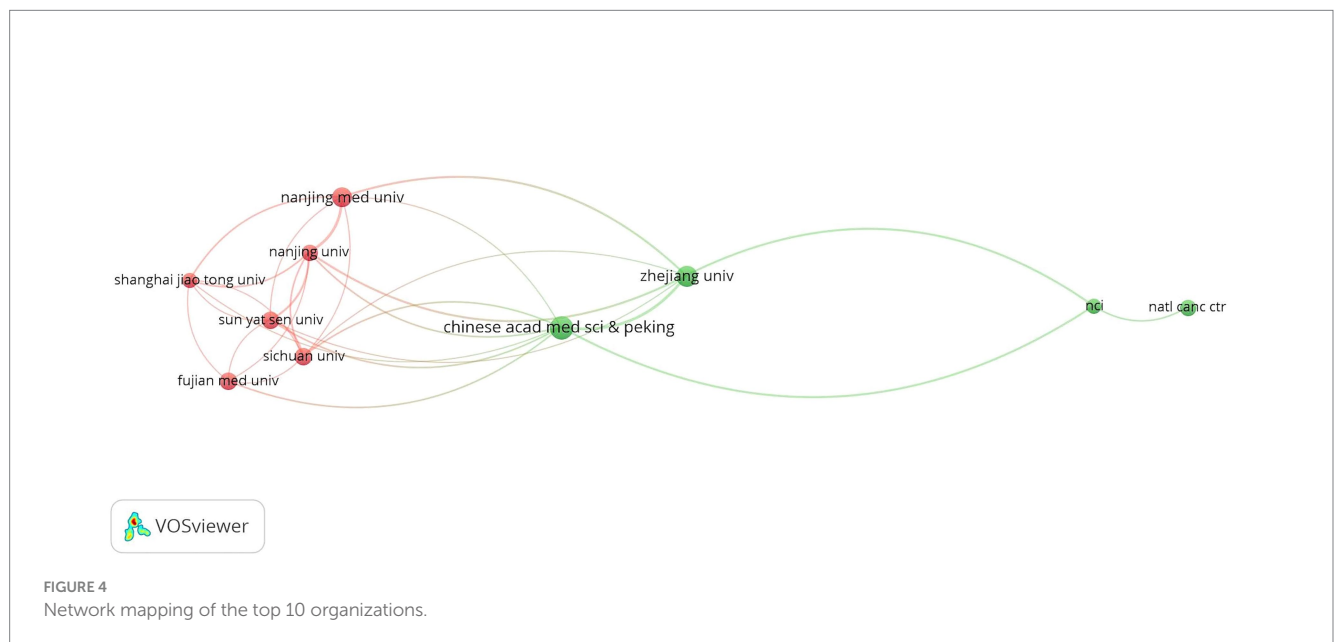 nanjing med univ
nanjing univ
zhejiang univ
shanghai jiao tong univ
nci
natl canc ctr
sun yat sen univ
chinese acad med sci & peking
sichuan univ
fujian med univ
VOSviewer
FIGURE 4
Network mapping of the top 10 organizations.